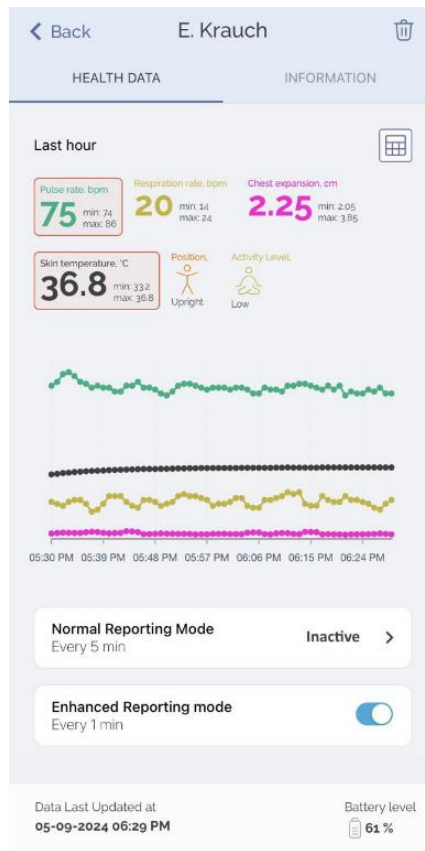 Back
E. Krauch
HEALTH DATA
INFORMATION
Last hour
Pulse rate, bpm
75 min: 74
max: 86
Respiration rate, bpm
20 min: 14
max: 24
Chest expansion, cm
2.25 min: 2.05
max: 3.85
Skin temperature, °C
36.8 min: 33.2
max: 36.8
Position,
Upright
Activity Level,
Low
05:30 PM 05:39 PM 05:48 PM 05:57 PM 06:06 PM 06:15 PM 06:24 PM
Normal Reporting Mode
Every 5 min
Inactive
Enhanced Reporting mode
Every 1 min
Data Last Updated at
05-09-2024 06:29 PM
Battery level
61 %